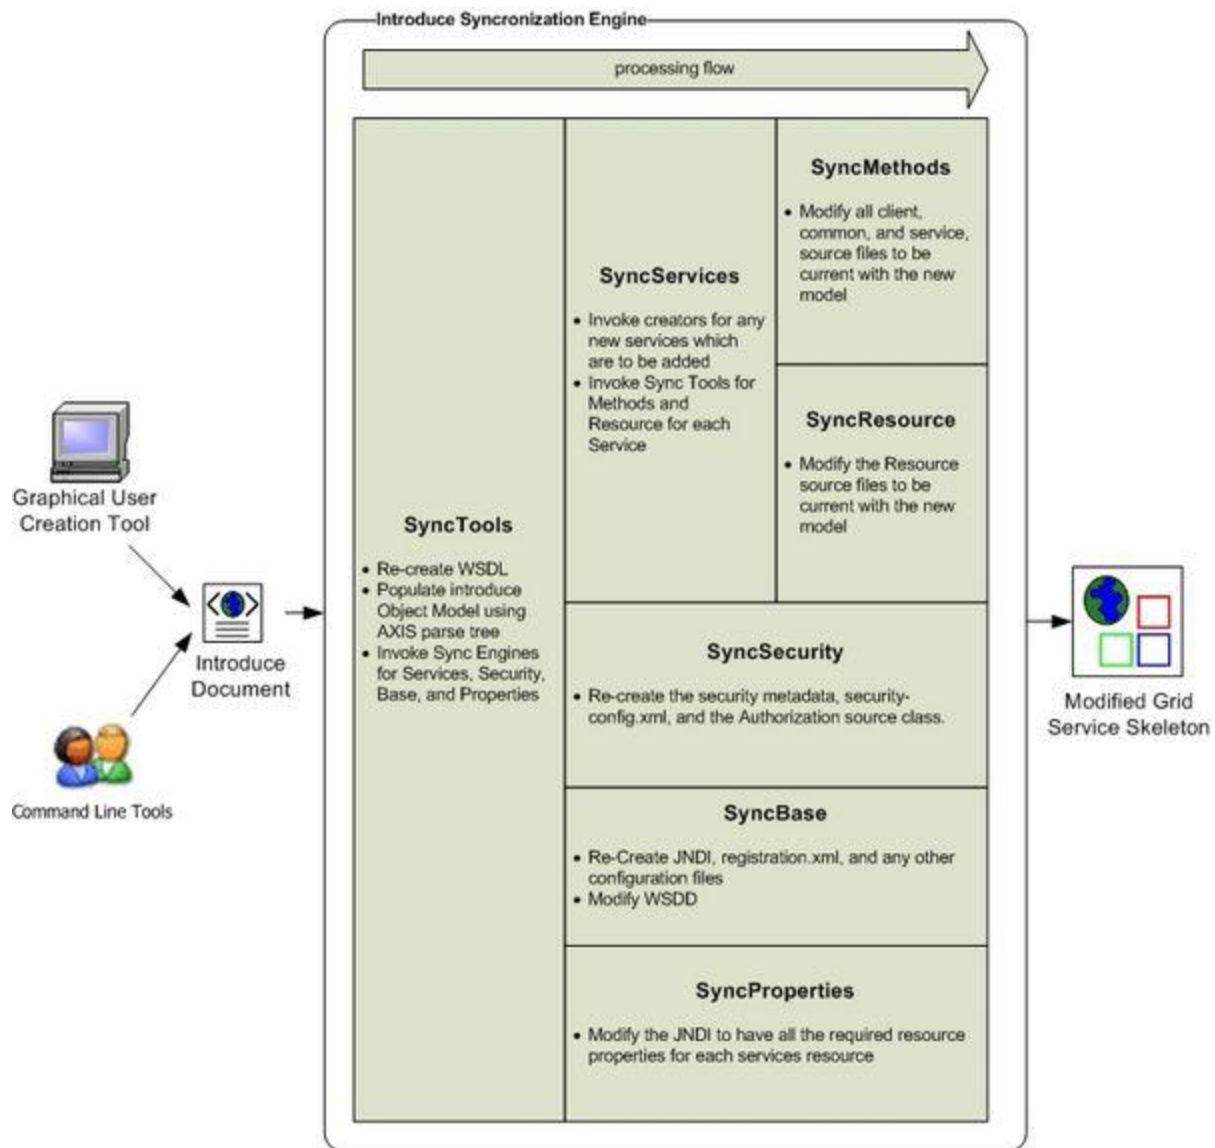 Introduce Syncronization Engine
processing flow
Graphical User
Creation Tool
Introduce
Document
Command Line Tools
SyncTools
• Re-create WSDL
• Populate introduce
Object Model using
AXIS parse tree
• Invoke Sync Engines
for Services, Security,
Base, and Properties
SyncServices
• Invoke creators for any
new services which
are to be added
• Invoke Sync Tools for
Methods and
Resource for each
Service
SyncMethods
• Modify all client,
common, and service,
source files to be
current with the new
model
SyncResource
• Modify the Resource
source files to be
current with the new
model
SyncSecurity
• Re-create the security metadata, security-
config.xml, and the Authorization source class.
SyncBase
• Re-Create JNDI, registration.xml, and any other
configuration files
• Modify WSDD
SyncProperties
• Modify the JNDI to have all the required resource
properties for each services resource
Modified Grid
Service Skeleton